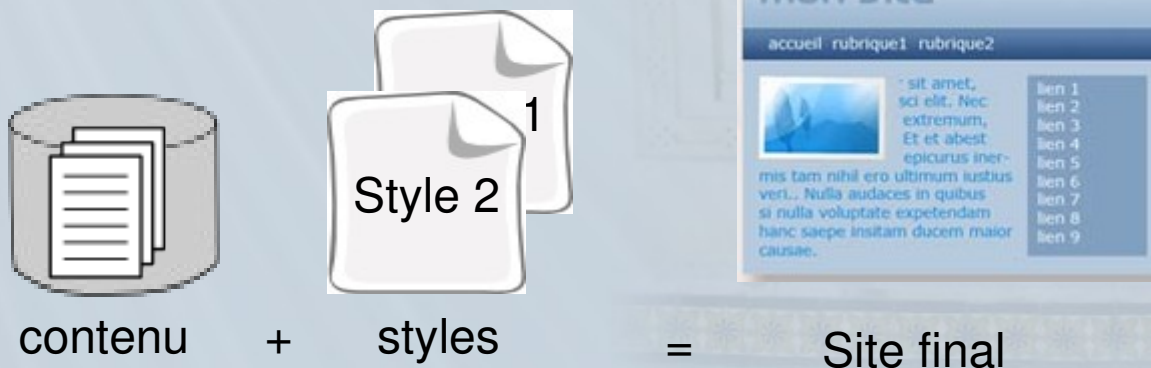 mon site
accueil rubrique1 rubrique2
sit amet,
sci elit. Nec
extremum,
Et et abest
epicurus iner-
mis tam nihil ero ultimum iustius
veri.. Nulla audaces in quibus
si nulla voluptate expetendam
hanc saepe insitam ducem maior
causae.
lien 1
lien 2
lien 3
lien 4
lien 5
lien 6
lien 7
lien 8
lien 9
1
Style 2
contenu + styles = Site final